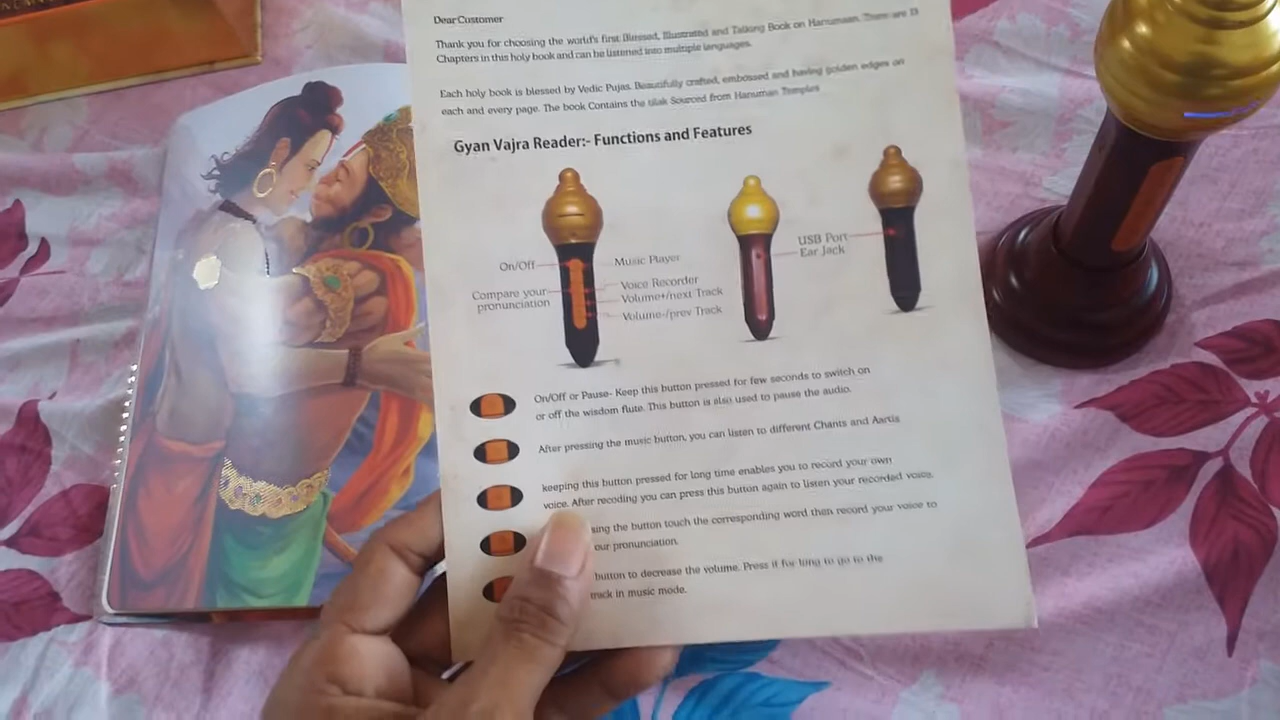 Dear Customer
Thank you for choosing the world's first Blessed, Illustrated and Talking Book on Hanumaan. There are 13
Chapters in this holy book and can be listened into multiple languages.
Each holy book is blessed by Vedic Pujas. Beautifully crafted, embossed and having golden edges on
each and every page. The book Contains the tilak Sourced from Hanuman Temples
Gyan Vajra Reader:- Functions and Features
On/Off
Music Player
Compare your
pronunciation
Voice Recorder
Volume+/next Track
Volume-/prev Track
USB Port
Ear Jack
On/Off or Pause- Keep this button pressed for few seconds to switch on
or off the wisdom flute. This button is also used to pause the audio.
After pressing the music button, you can listen to different Chants and Aartis
keeping this button pressed for long time enables you to record your own
voice. After recoding you can press this button again to listen your recorded voice.
sing the button touch the corresponding word then record your voice to
our pronunciation.
button to decrease the volume. Press it for long to go to the
track in music mode.